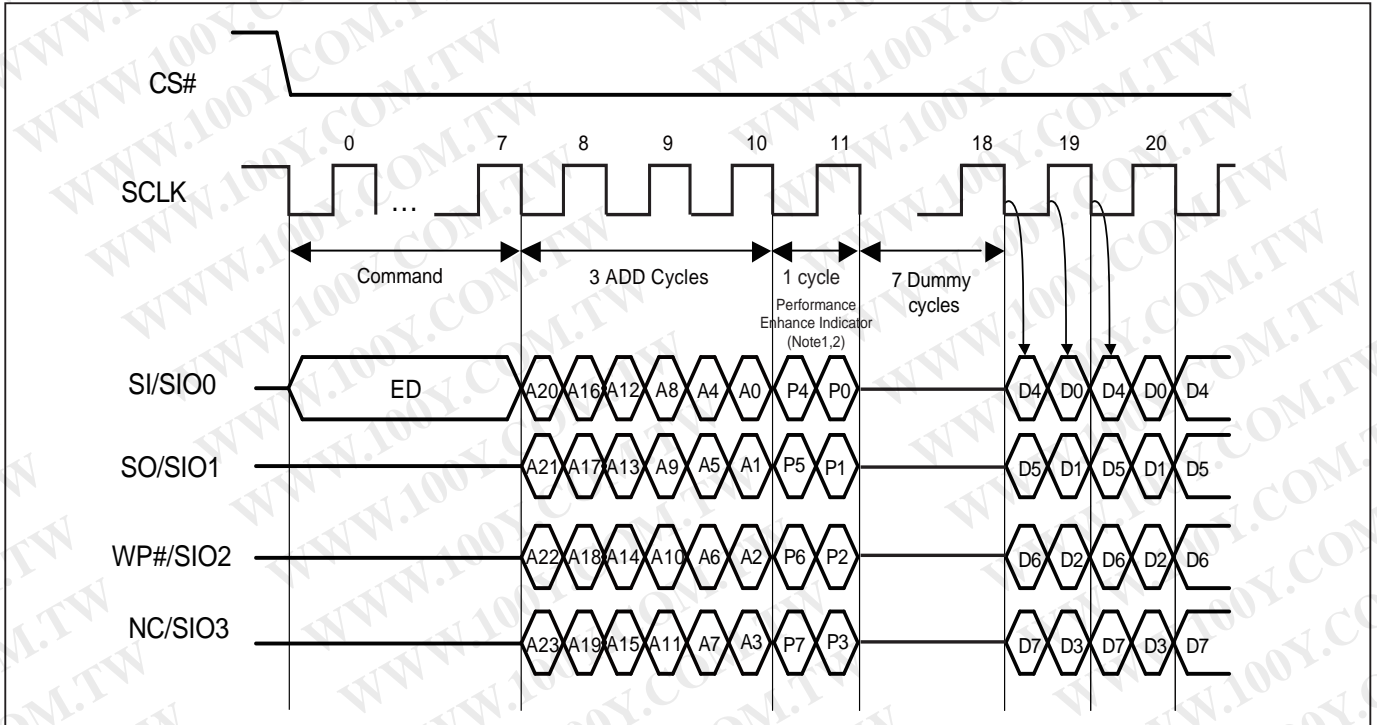 CS#
0 7 8 9 10 11 18 19 20
SCLK
...
Command
3 ADD Cycles
1 cycle
Performance
Enhance Indicator
(Note1,2)
7 Dummy
cycles
SI/SIO0 ED A20 A16 A12 A8 A4 A0 P4 P0 D4 D0 D4 D0 D4
SO/SIO1 A21 A17 A13 A9 A5 A1 P5 P1 D5 D1 D5 D1 D5
WP#/SIO2 A22 A18 A14 A10 A6 A2 P6 P2 D6 D2 D6 D2 D6
NC/SIO3 A23 A19 A15 A11 A7 A3 P7 P3 D7 D3 D7 D3 D7
WWW.100Y.COM.TW